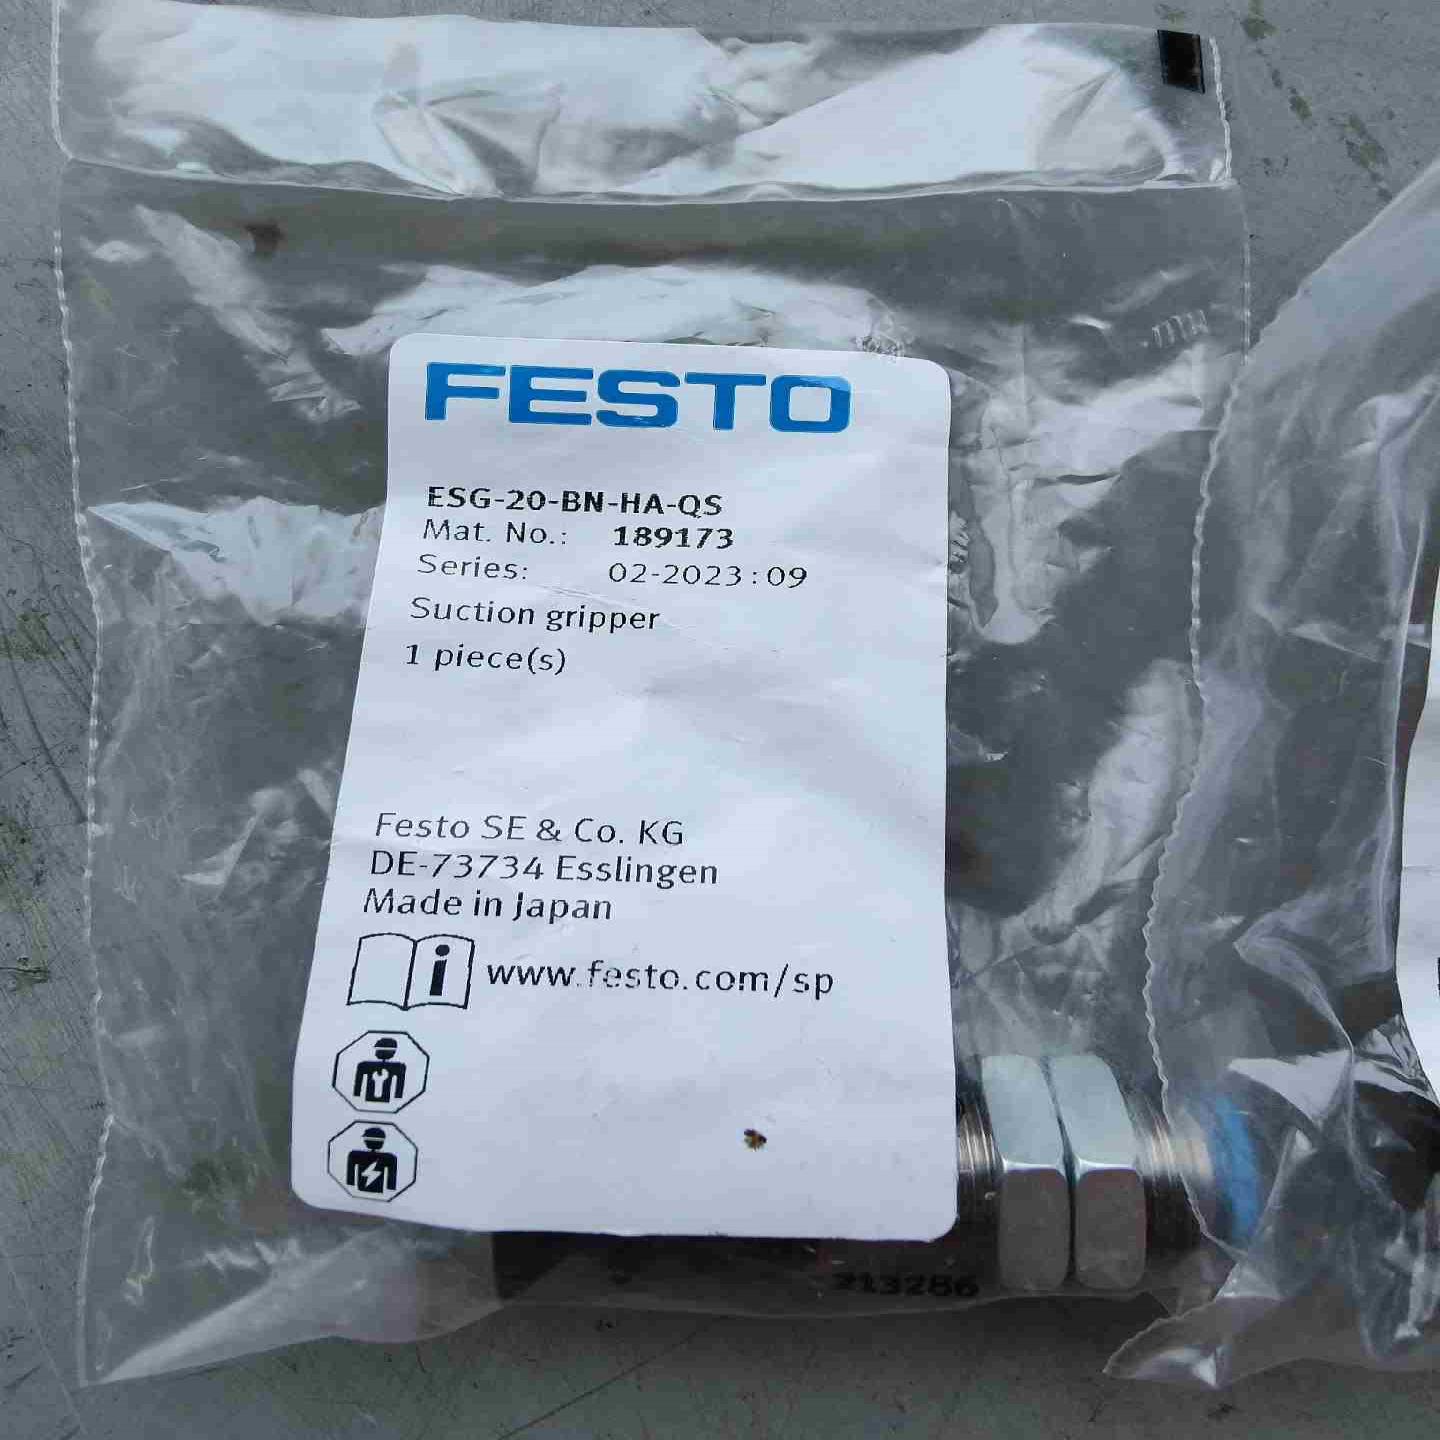 FESTO
ESG-20-BN-HA-QS
Mat. No.: 189173
Series: 02-2023:09
Suction gripper
1 piece(s)
Festo SE & Co. KG
DE-73734 Esslingen
Made in Japan
i www.festo.com/sp
213286